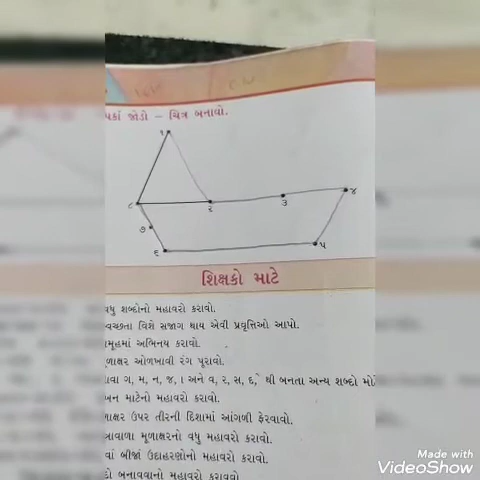 પકાં જોડો – ચિત્ર બનાવો.
૧
૮
૨
૩
૪
૭
૬
૫
શિક્ષકો માટે
વધુ શબ્દોનો મહાવરો કરાવો.
વચ્છતા વિશે સજાગ થાય એવી પ્રવૃત્તિઓ આપો.
મૂહમાં અભિનય કરાવો.
મૂળાક્ષર ઓળખાવી રંગ પૂરાવો.
ાવા ગ, મ, ન, જ, ા અને વ, ર, સ, દ, ે થી બનતા અન્ય શબ્દો
ખન માટેનો મહાવરો કરાવો.
ળાક્ષર ઉપર તીરની દિશામાં આંગળી ફેરવાવો.
ત્રાવાળા મૂળાક્ષરનો વધુ મહાવરો કરાવો.
વાં બીજાં ઉદાહરણોનો મહાવરો કરાવો.
દો બનાવવાનો મહાવરો કરાવવો
Made with
VideoShow